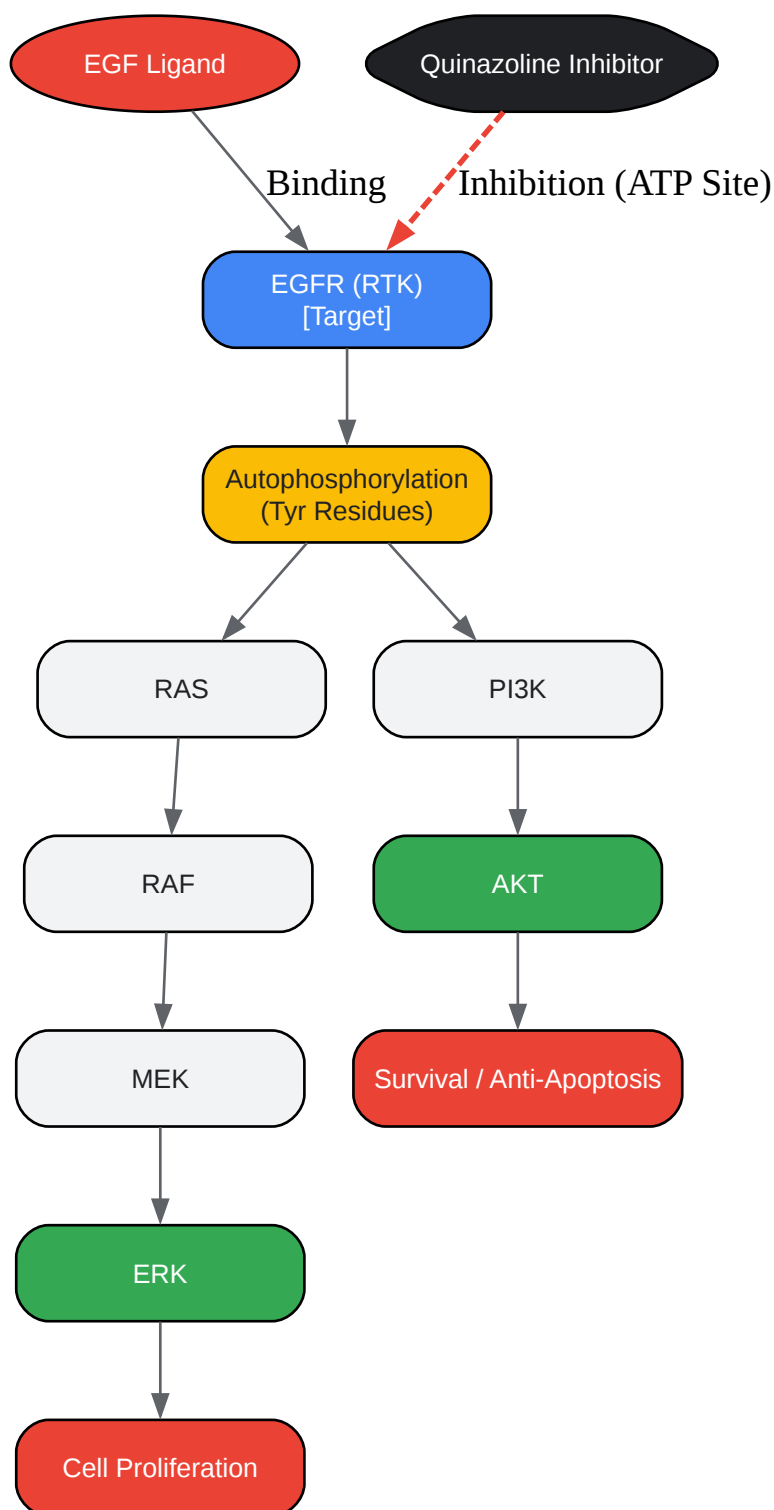 EGF Ligand
Quinazoline Inhibitor
Binding
Inhibition (ATP Site)
EGFR (RTK)
[Target]
Autophosphorylation
(Tyr Residues)
RAS
PI3K
RAF
AKT
MEK
Survival / Anti-Apoptosis
ERK
Cell Proliferation